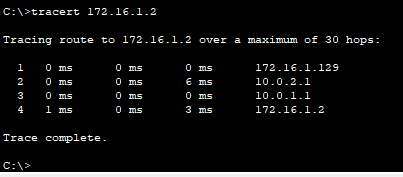 C:\>tracert 172.16.1.2
Tracing route to 172.16.1.2 over a maximum of 30 hops:
1 0 ms 0 ms 0 ms 172.16.1.129
2 0 ms 0 ms 6 ms 10.0.2.1
3 0 ms 0 ms 0 ms 10.0.1.1
4 1 ms 0 ms 3 ms 172.16.1.2
Trace complete.
C:\>